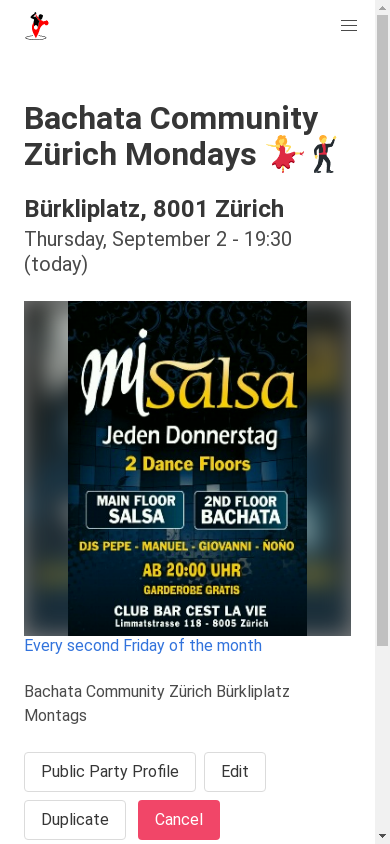 Bachata Community
Zürich Mondays
Bürkliplatz, 8001 Zürich
Thursday, September 2 - 19:30
(today)
mi Salsa
Jeden Donnerstag
2 Dance Floors
MAIN FLOOR
SALSA
2ND FLOOR
BACHATA
DJS PEPE - MANUEL - GIOVANNI - ÑOÑO
AB 20:00 UHR
GARDEROBE GRATIS
CLUB BAR CEST LA VIE
Limmatstrasse 118 - 8005 Zürich
Every second Friday of the month
Bachata Community Zürich Bürkliplatz
Montags
Public Party Profile
Edit
Duplicate
Cancel